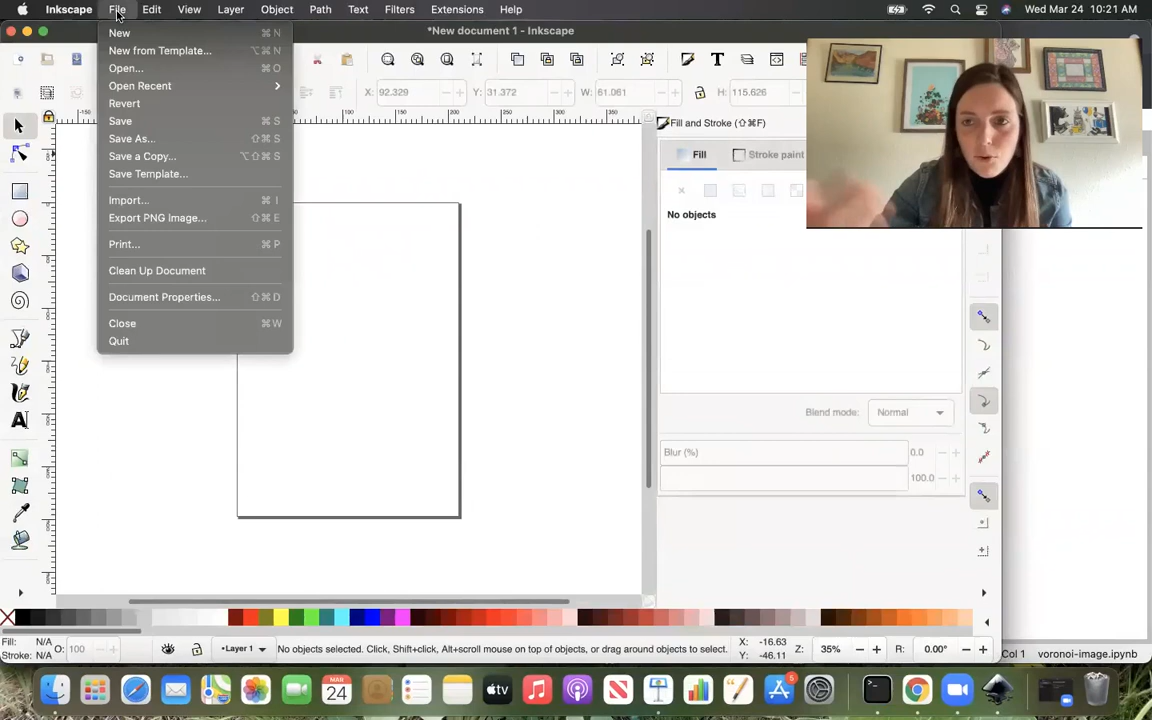 Inkscape File Edit View Layer Object Path Text Filters Extensions Help Wed Mar 24 10:21 AM
*New document 1 - Inkscape
New ⌘ N
New from Template... ⌥⌘ N
Open... ⌘ O
Open Recent
Revert
Save ⌘ S
Save As... ⇧⌘ S
Save a Copy... ⌥⇧⌘ S
Save Template...
Import... ⌘ I
Export PNG Image... ⇧⌘ E
Print... ⌘ P
Clean Up Document
Document Properties... ⇧⌘ D
Close ⌘ W
Quit
X: 92.329 Y: 31.372 W: 61.061 H: 115.626
Fill and Stroke (⇧⌘F)
Fill Stroke paint
No objects
Blend mode: Normal
Blur (%) 0.0
100.0
Fill: N/A
Stroke: N/A
O: 100
•Layer 1
No objects selected. Click, Shift+click, Alt+scroll mouse on top of objects, or drag around objects to select.
X: -16.63
Y: -46.11
Z: 35%
R: 0.00°
Col 1 voronoi-image.ipynb
MAR
24
tv
5